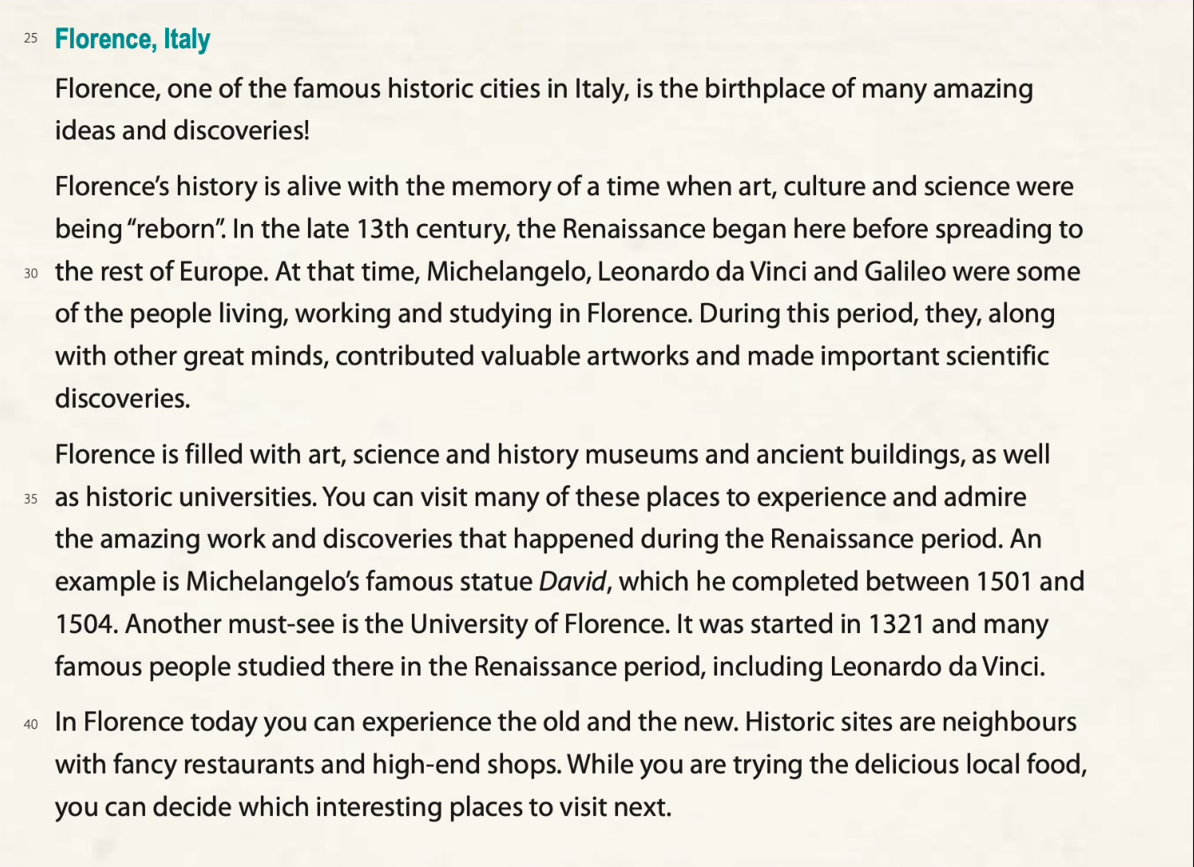 25 Florence, Italy
Florence, one of the famous historic cities in Italy, is the birthplace of many amazing
ideas and discoveries!
Florence’s history is alive with the memory of a time when art, culture and science were
being “reborn”. In the late 13th century, the Renaissance began here before spreading to
30 the rest of Europe. At that time, Michelangelo, Leonardo da Vinci and Galileo were some
of the people living, working and studying in Florence. During this period, they, along
with other great minds, contributed valuable artworks and made important scientific
discoveries.
Florence is filled with art, science and history museums and ancient buildings, as well
35 as historic universities. You can visit many of these places to experience and admire
the amazing work and discoveries that happened during the Renaissance period. An
example is Michelangelo’s famous statue David, which he completed between 1501 and
1504. Another must-see is the University of Florence. It was started in 1321 and many
famous people studied there in the Renaissance period, including Leonardo da Vinci.
40 In Florence today you can experience the old and the new. Historic sites are neighbours
with fancy restaurants and high-end shops. While you are trying the delicious local food,
you can decide which interesting places to visit next.